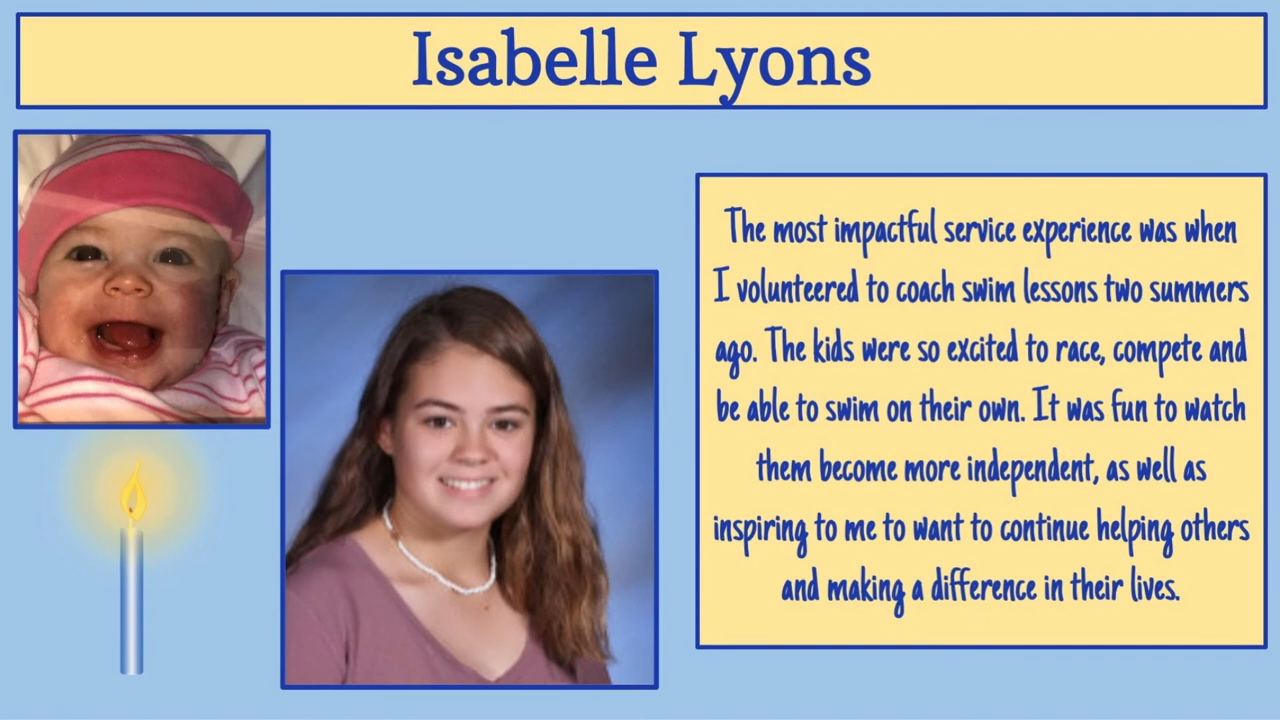 Isabelle Lyons
The most impactful service experience was when
I volunteered to coach swim lessons two summers
ago. The kids were so excited to race, compete and
be able to swim on their own. It was fun to watch
them become more independent, as well as
inspiring to me to want to continue helping others
and making a difference in their lives.